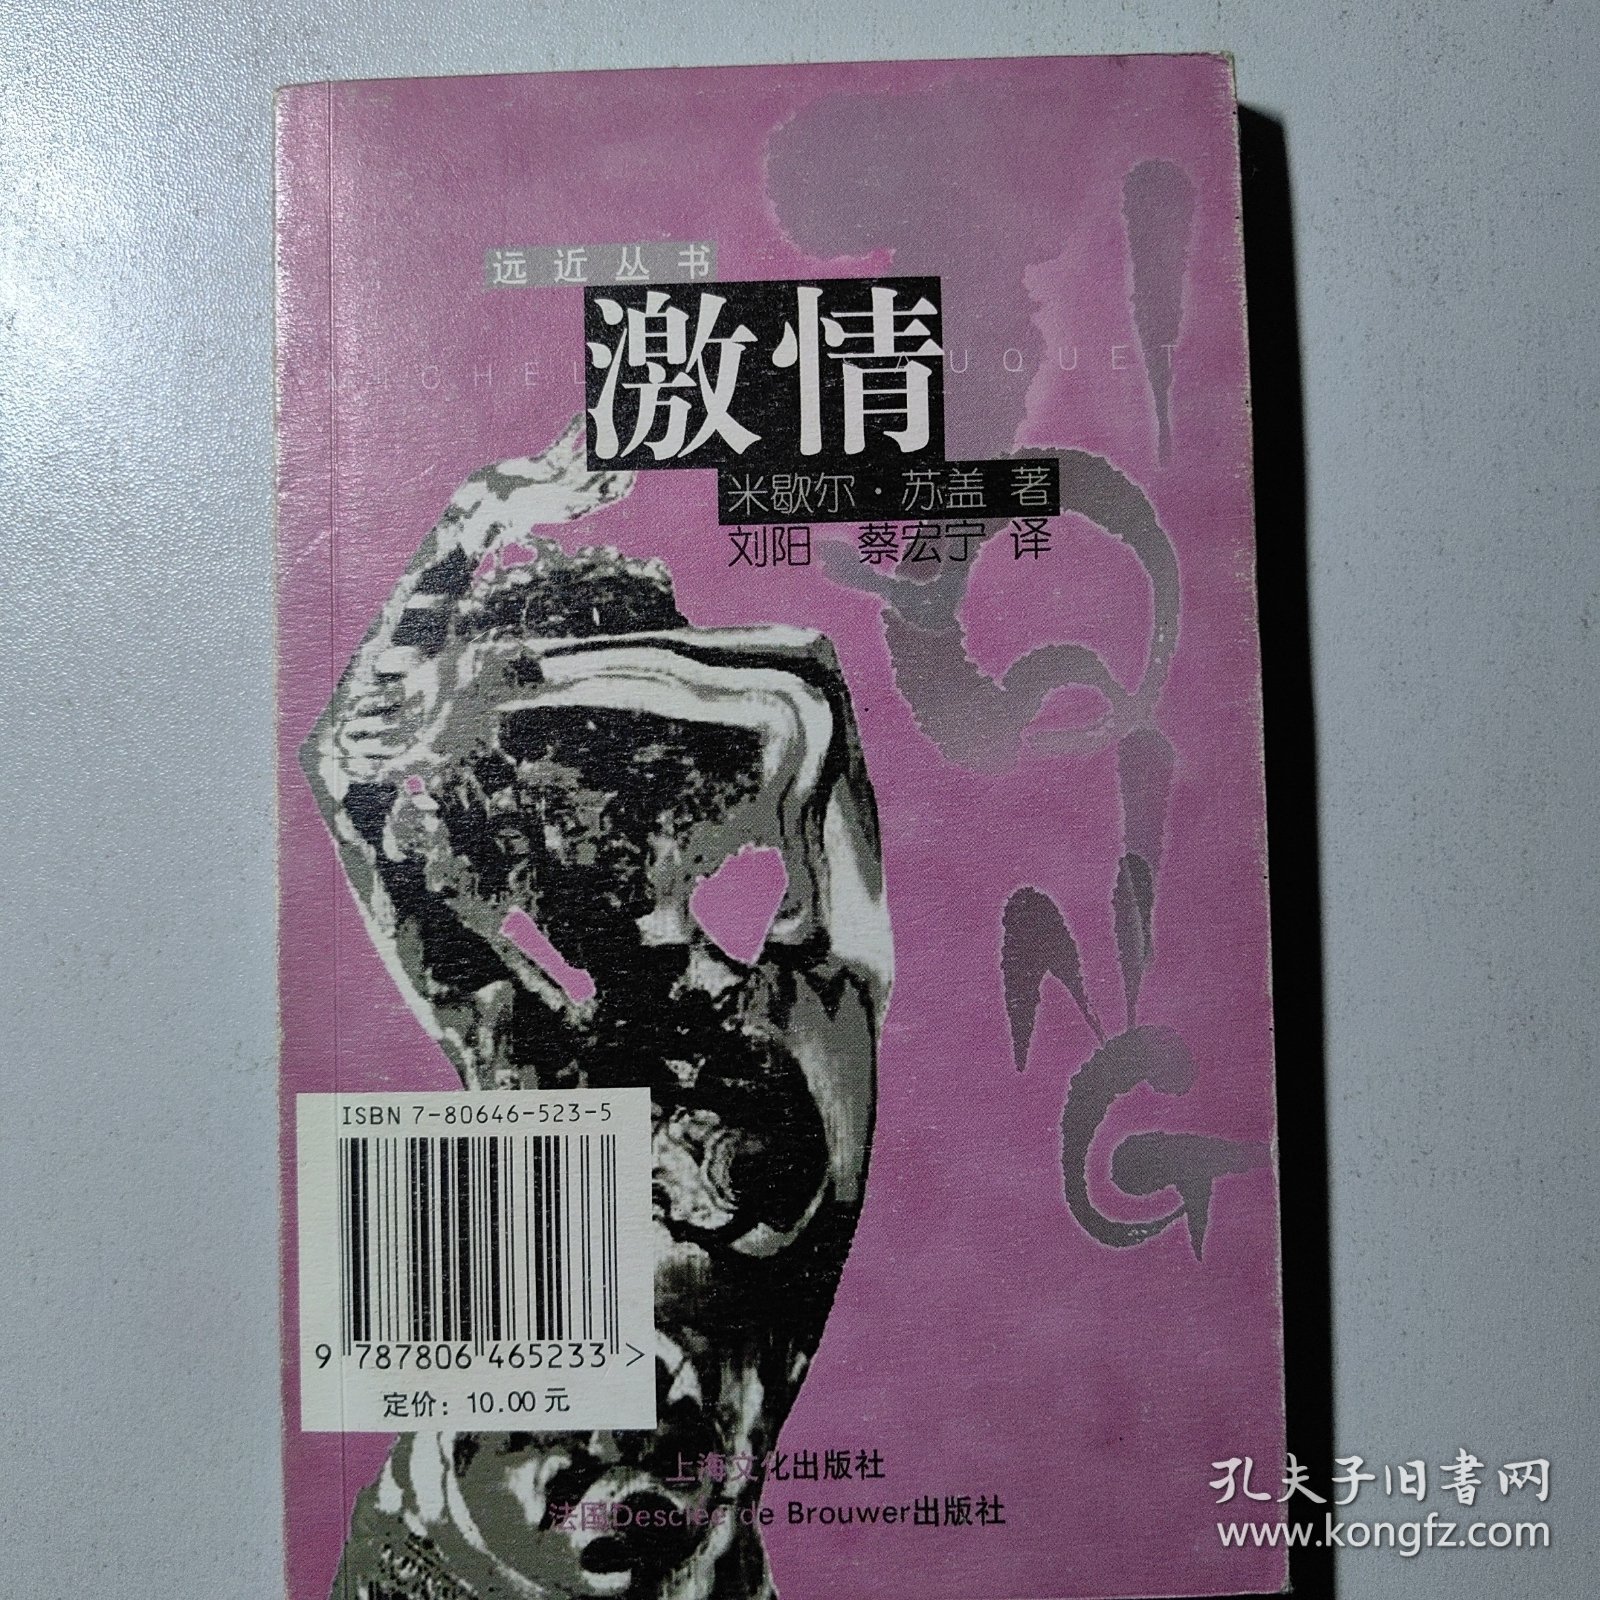 远近丛书
激情
米歇尔·苏盖 著
刘阳 蔡宏宁 译
ISBN 7-80646-523-5
9 787806 465233 >
定价: 10.00 元
上海文化出版社
法国Desclée de Brouwer出版社
孔夫子旧书网
www.kongfz.com